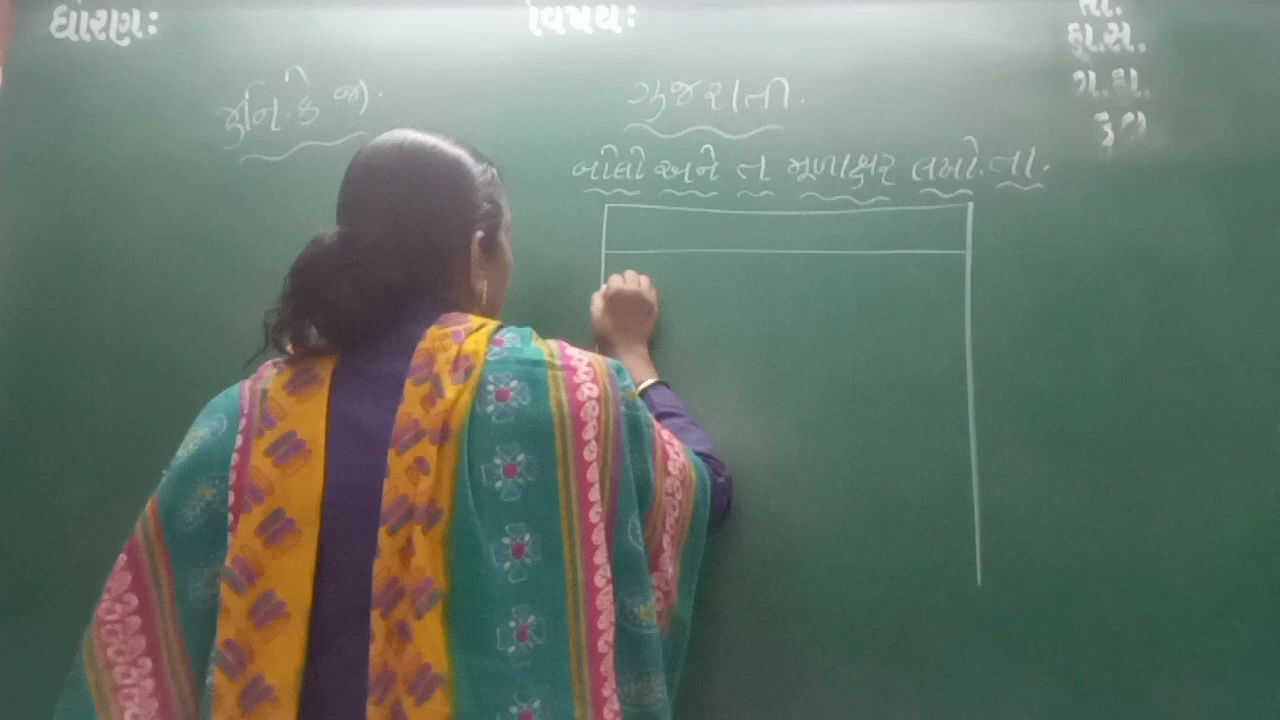 ધોરણઃ
વિષયઃ
તા.
હા.સ.
ગ.હા.
કુલ
જુનિ.કે જી.
ગુજરાતી.
બોલો અને ત મૂળાક્ષર લખો.તા.